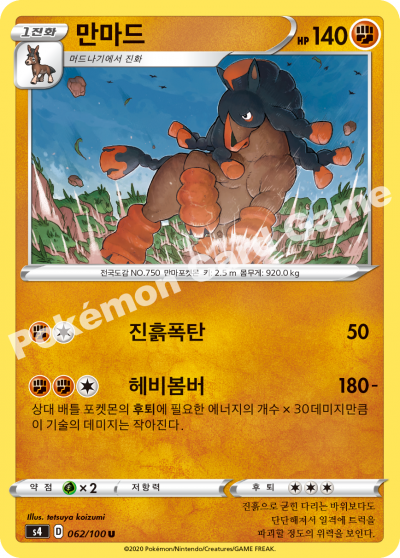 1진화
만마드
HP 140
머드나기에서 진화
전국도감 NO.750 만마포켓몬 키: 2.5 m 몸무게: 920.0 kg
Pokémon Card Game
진흙폭탄 50
헤비봄버 180-
상대 배틀 포켓몬의 후퇴에 필요한 에너지의 개수 × 30데미지만큼
이 기술의 데미지는 작아진다.
약점 × 2 저항력 후퇴
Illus. tetsuya koizumi
s4 D 062/100 U
진흙으로 굳힌 다리는 바위보다도
단단해져서 일격에 트럭을
파괴할 정도의 위력을 보인다.
©2020 Pokémon/Nintendo/Creatures/GAME FREAK.